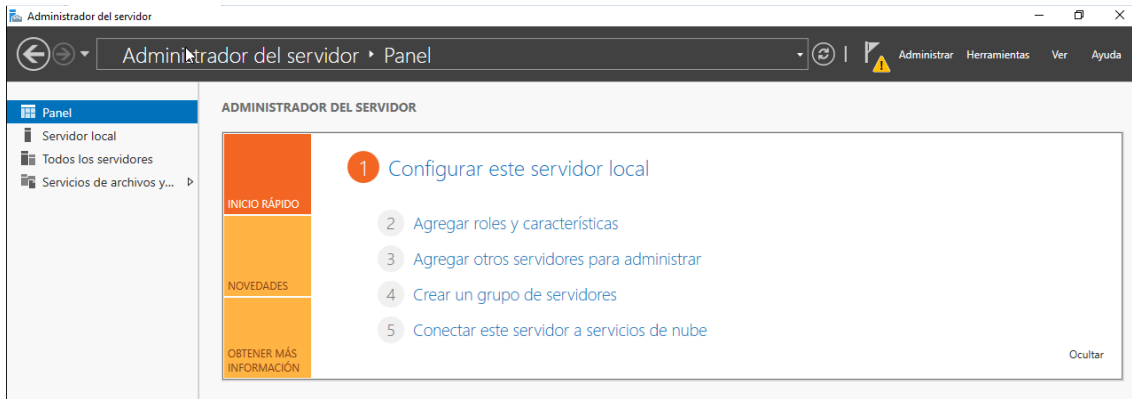 Administrador del servidor
Administrador del servidor ‣ Panel
Administrar Herramientas Ver Ayuda
Panel
Servidor local
Todos los servidores
Servicios de archivos y...
ADMINISTRADOR DEL SERVIDOR
INICIO RÁPIDO
NOVEDADES
OBTENER MÁS
INFORMACIÓN
1 Configurar este servidor local
2 Agregar roles y características
3 Agregar otros servidores para administrar
4 Crear un grupo de servidores
5 Conectar este servidor a servicios de nube
Ocultar